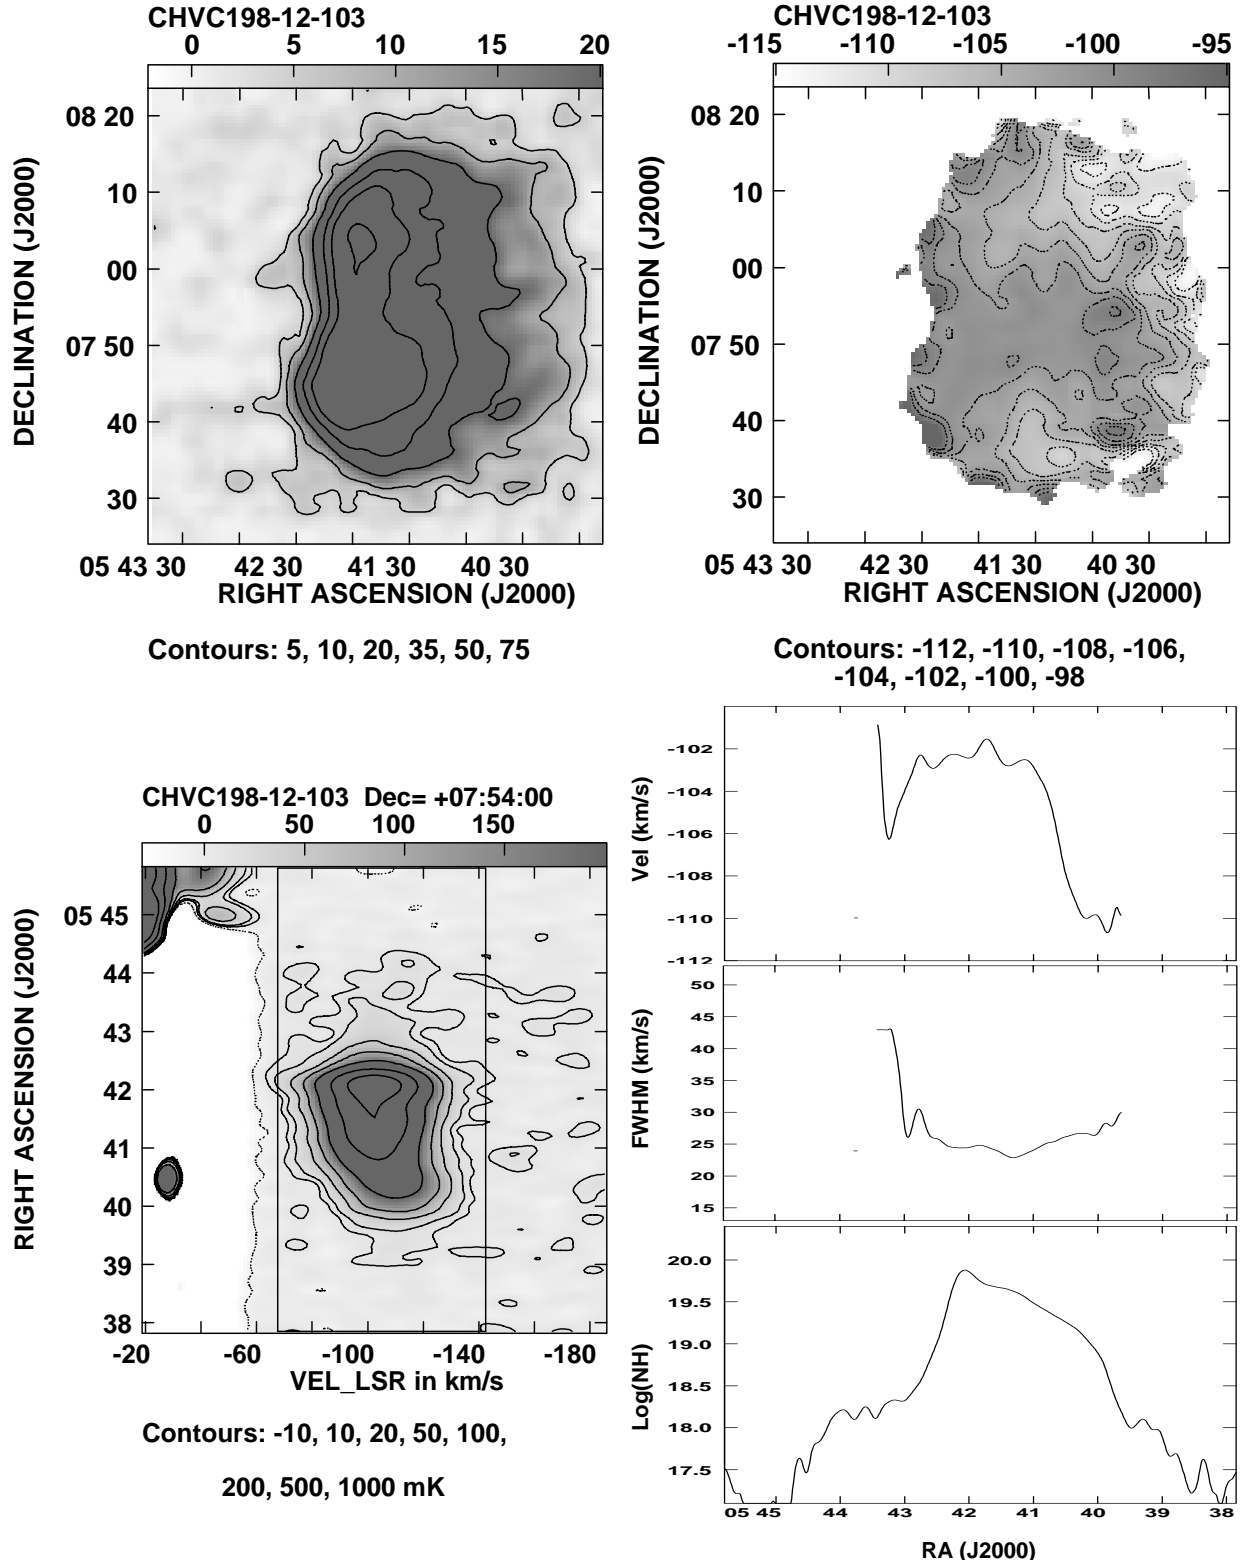 CHVC198-12-103
0 5 10 15 20
DECLINATION (J2000)
08 20
10
00
07 50
40
30
05 43 30 42 30 41 30 40 30
RIGHT ASCENSION (J2000)
Contours: 5, 10, 20, 35, 50, 75
CHVC198-12-103
-115 -110 -105 -100 -95
DECLINATION (J2000)
08 20
10
00
07 50
40
30
05 43 30 42 30 41 30 40 30
RIGHT ASCENSION (J2000)
Contours: -112, -110, -108, -106,
-104, -102, -100, -98
CHVC198-12-103 Dec= +07:54:00
0 50 100 150
RIGHT ASCENSION (J2000)
05 45
44
43
42
41
40
39
38
-20 -60 -100 -140 -180
VEL_LSR in km/s
Contours: -10, 10, 20, 50, 100,
200, 500, 1000 mK
Vel (km/s)
-102
-104
-106
-108
-110
-112
FWHM (km/s)
50
45
40
35
30
25
20
15
Log(NH)
20.0
19.5
19.0
18.5
18.0
17.5
05 45 44 43 42 41 40 39 38
RA (J2000)